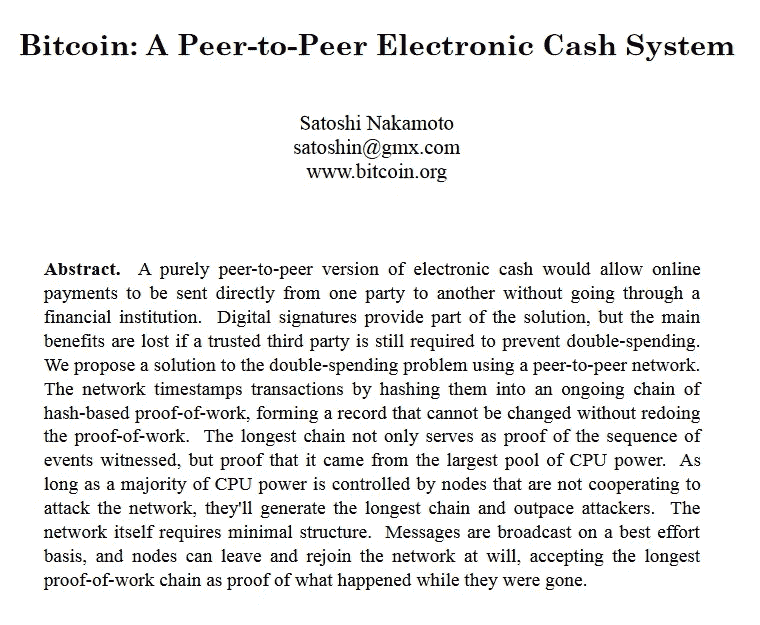 Bitcoin: A Peer-to-Peer Electronic Cash System
Satoshi Nakamoto
satoshin@gmx.com
www.bitcoin.org
Abstract. A purely peer-to-peer version of electronic cash would allow online
payments to be sent directly from one party to another without going through a
financial institution. Digital signatures provide part of the solution, but the main
benefits are lost if a trusted third party is still required to prevent double-spending.
We propose a solution to the double-spending problem using a peer-to-peer network.
The network timestamps transactions by hashing them into an ongoing chain of
hash-based proof-of-work, forming a record that cannot be changed without redoing
the proof-of-work. The longest chain not only serves as proof of the sequence of
events witnessed, but proof that it came from the largest pool of CPU power. As
long as a majority of CPU power is controlled by nodes that are not cooperating to
attack the network, they'll generate the longest chain and outpace attackers. The
network itself requires minimal structure. Messages are broadcast on a best effort
basis, and nodes can leave and rejoin the network at will, accepting the longest
proof-of-work chain as proof of what happened while they were gone.